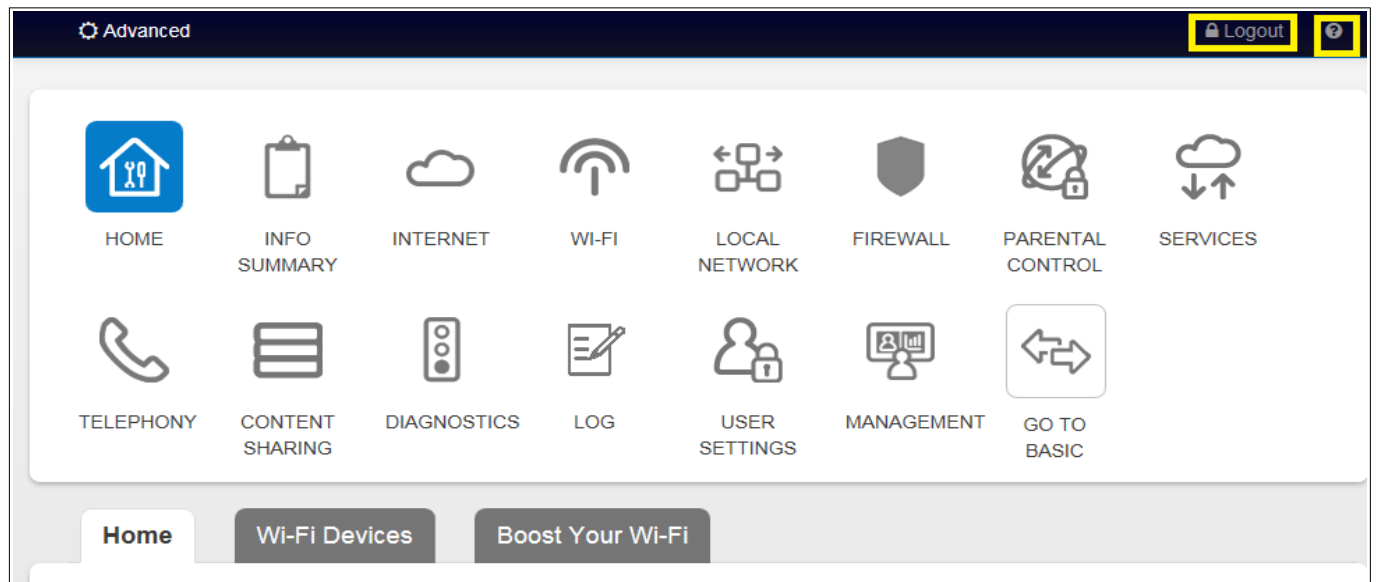 Advanced Logout
HOME INFO INTERNET WI-FI LOCAL FIREWALL PARENTAL SERVICES
SUMMARY NETWORK CONTROL
TELEPHONY CONTENT DIAGNOSTICS LOG USER MANAGEMENT GO TO
SHARING SETTINGS BASIC
Home Wi-Fi Devices Boost Your Wi-Fi